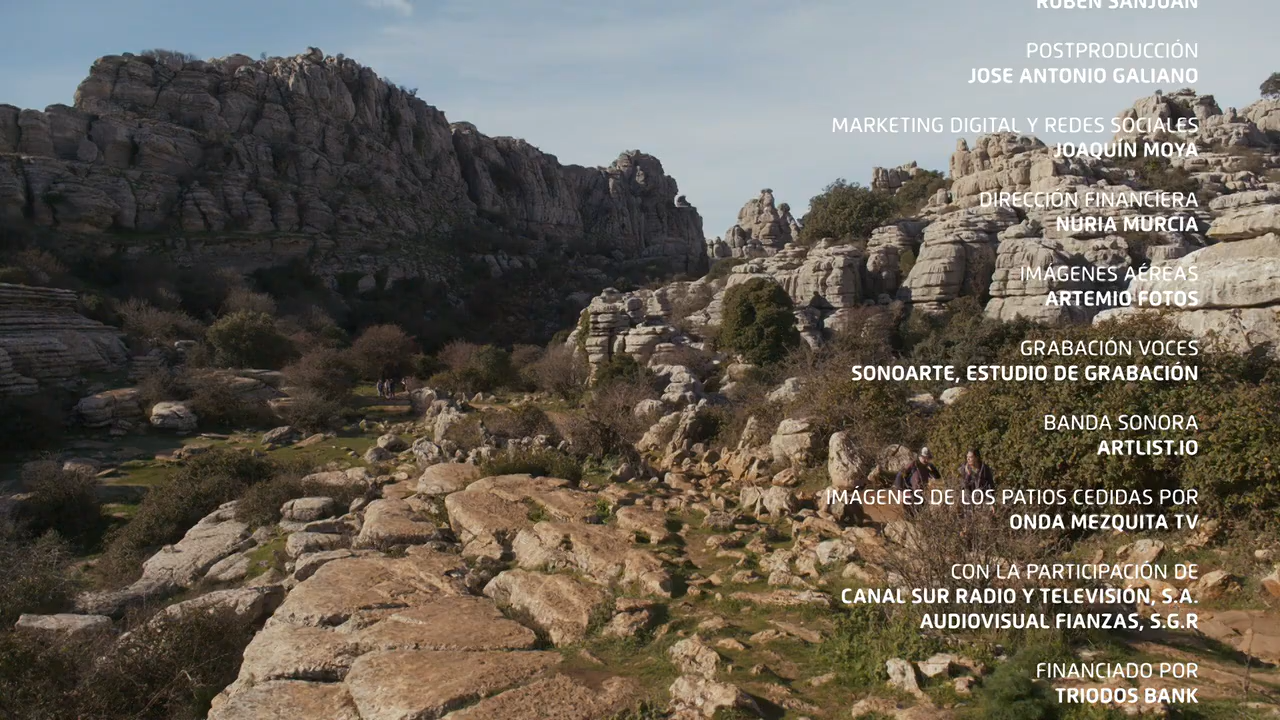 RUBÉN SANJUÁN
POSTPRODUCCIÓN
JOSE ANTONIO GALIANO
MARKETING DIGITAL Y REDES SOCIALES
JOAQUÍN MOYA
DIRECCIÓN FINANCIERA
NURIA MURCIA
IMÁGENES AÉREAS
ARTEMIO FOTOS
GRABACIÓN VOCES
SONOARTE, ESTUDIO DE GRABACIÓN
BANDA SONORA
ARTLIST.IO
IMÁGENES DE LOS PATIOS CEDIDAS POR
ONDA MEZQUITA TV
CON LA PARTICIPACIÓN DE
CANAL SUR RADIO Y TELEVISIÓN, S.A.
AUDIOVISUAL FIANZAS, S.G.R
FINANCIADO POR
TRIODOS BANK